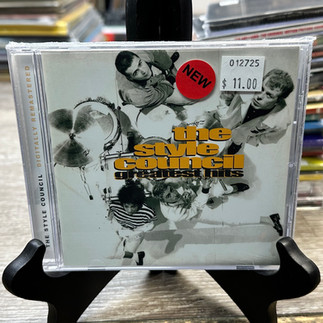 012725
$ 11.00
NEW
the
style
council
greatest hits
THE STYLE COUNCIL DIGITALLY REMASTERED